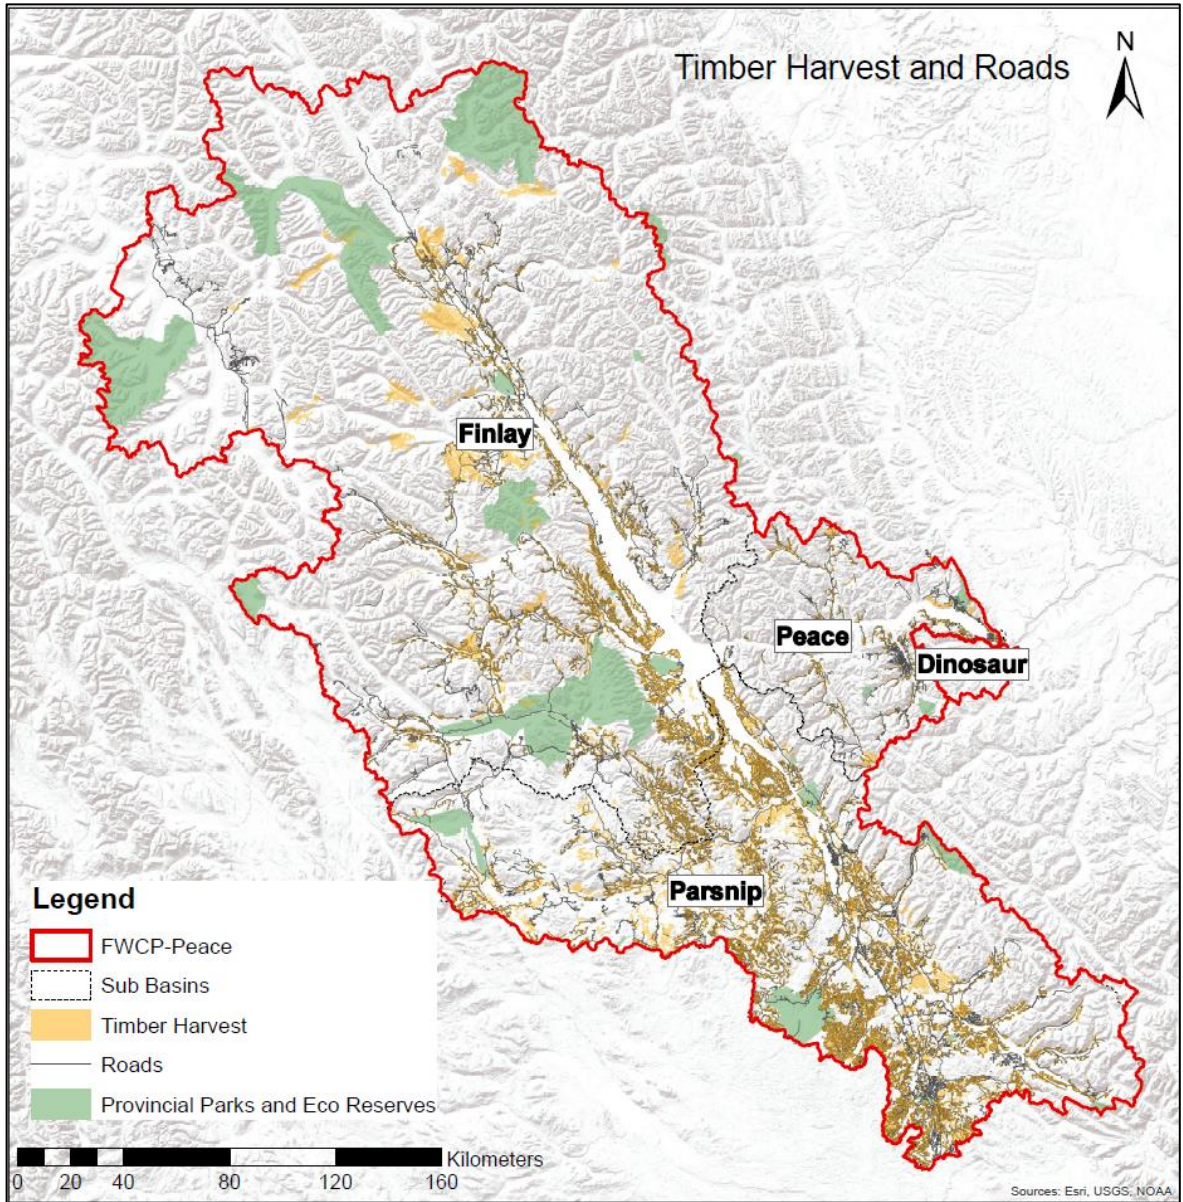 Timber Harvest and Roads
N
Finlay
Peace
Dinosaur
Parsnip
Legend
FWCP-Peace
Sub Basins
Timber Harvest
Roads
Provincial Parks and Eco Reserves
Kilometers
0 20 40 80 120 160
Sources: Esri, USGS, NOAA